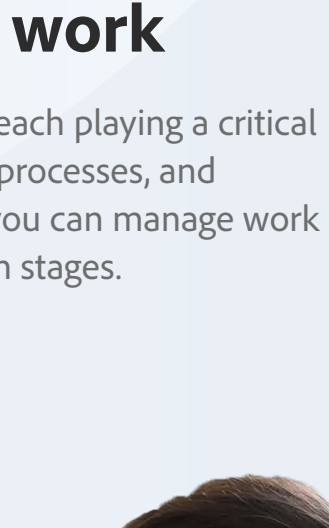 work
each playing a critical
processes, and
you can manage work
stages.